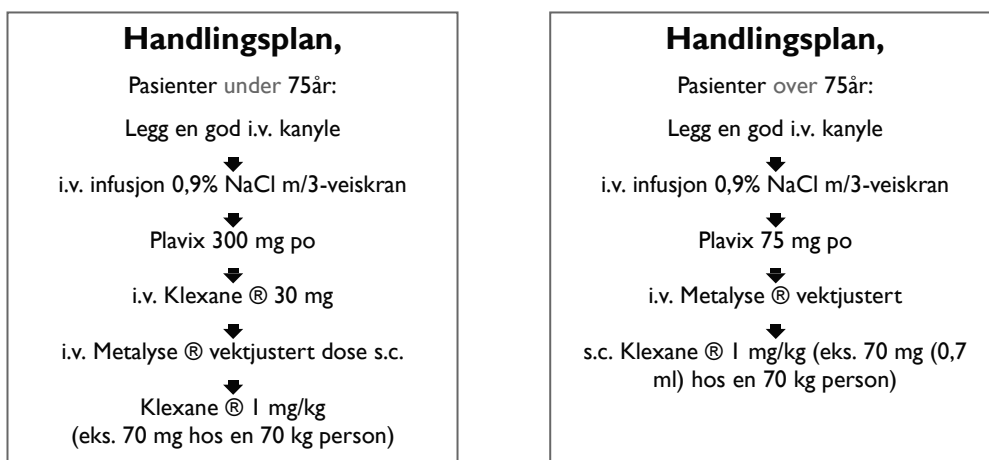 Handlingsplan,
Pasienter under 75år:
Legg en god i.v. kanyle
i.v. infusjon 0,9% NaCl m/3-veiskran
Plavix 300 mg po
i.v. Klexane ® 30 mg
i.v. Metalyse ® vektjustert dose s.c.
Klexane ® 1 mg/kg
(eks. 70 mg hos en 70 kg person)
Handlingsplan,
Pasienter over 75år:
Legg en god i.v. kanyle
i.v. infusjon 0,9% NaCl m/3-veiskran
Plavix 75 mg po
i.v. Metalyse ® vektjustert
s.c. Klexane ® 1 mg/kg (eks. 70 mg (0,7
ml) hos en 70 kg person)